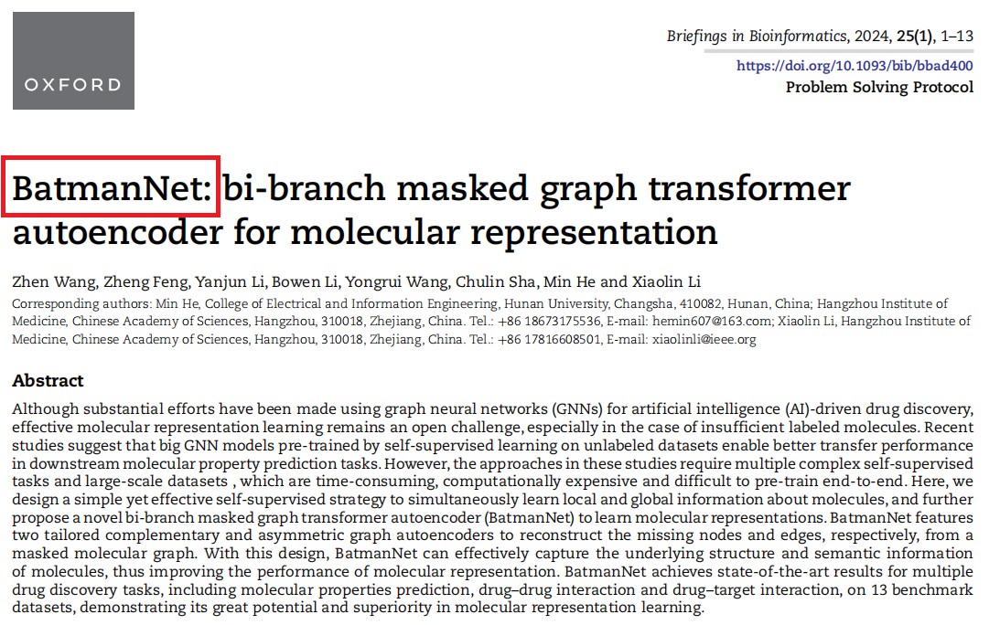 OXFORD
Briefings in Bioinformatics, 2024, 25(1), 1–13
https://doi.org/10.1093/bib/bbad400
Problem Solving Protocol
BatmanNet: bi-branch masked graph transformer
autoencoder for molecular representation
Zhen Wang, Zheng Feng, Yanjun Li, Bowen Li, Yongrui Wang, Chulin Sha, Min He and Xiaolin Li
Corresponding authors: Min He, College of Electrical and Information Engineering, Hunan University, Changsha, 410082, Hunan, China; Hangzhou Institute of
Medicine, Chinese Academy of Sciences, Hangzhou, 310018, Zhejiang, China. Tel.: +86 18673175536, E-mail: hemin607@163.com; Xiaolin Li, Hangzhou Institute of
Medicine, Chinese Academy of Sciences, Hangzhou, 310018, Zhejiang, China. Tel.: +86 17816608501, E-mail: xiaolinli@ieee.org
Abstract
Although substantial efforts have been made using graph neural networks (GNNs) for artificial intelligence (AI)-driven drug discovery,
effective molecular representation learning remains an open challenge, especially in the case of insufficient labeled molecules. Recent
studies suggest that big GNN models pre-trained by self-supervised learning on unlabeled datasets enable better transfer performance
in downstream molecular property prediction tasks. However, the approaches in these studies require multiple complex self-supervised
tasks and large-scale datasets , which are time-consuming, computationally expensive and difficult to pre-train end-to-end. Here, we
design a simple yet effective self-supervised strategy to simultaneously learn local and global information about molecules, and further
propose a novel bi-branch masked graph transformer autoencoder (BatmanNet) to learn molecular representations. BatmanNet features
two tailored complementary and asymmetric graph autoencoders to reconstruct the missing nodes and edges, respectively, from a
masked molecular graph. With this design, BatmanNet can effectively capture the underlying structure and semantic information
of molecules, thus improving the performance of molecular representation. BatmanNet achieves state-of-the-art results for multiple
drug discovery tasks, including molecular properties prediction, drug–drug interaction and drug–target interaction, on 13 benchmark
datasets, demonstrating its great potential and superiority in molecular representation learning.